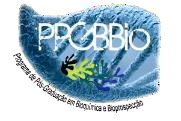 PPGBBio
Programa de Pós-Graduação em Bioquímica e Bioprospecção